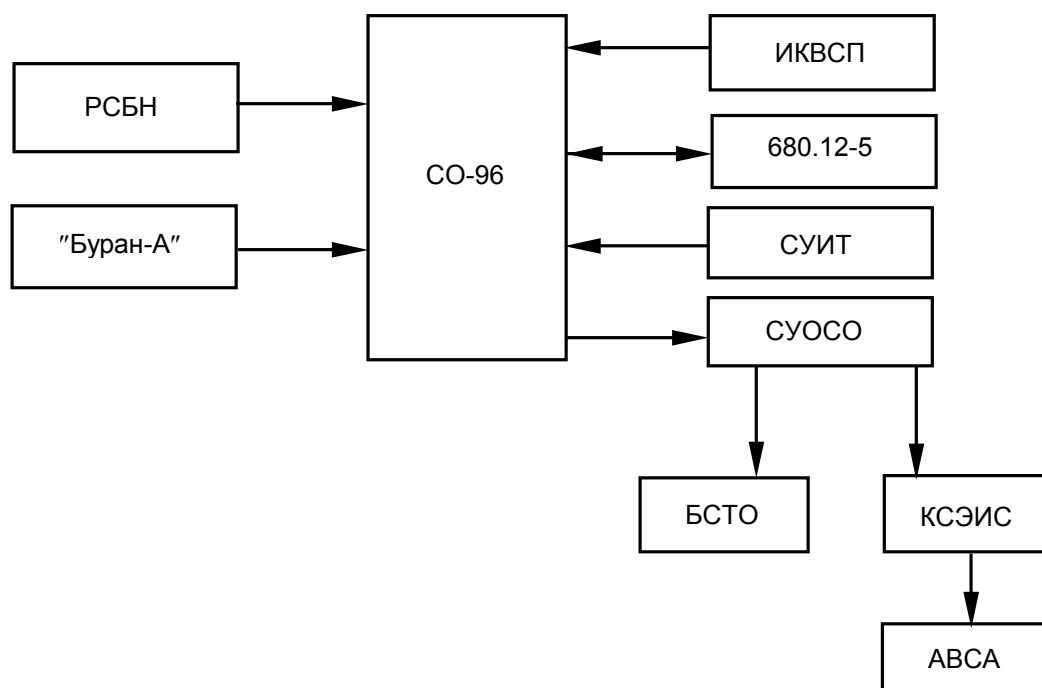 ИКВСП
РСБН
680.12-5
СО-96
″Буран-А″
СУИТ
СУОСО
БСТО
КСЭИС
АВСА